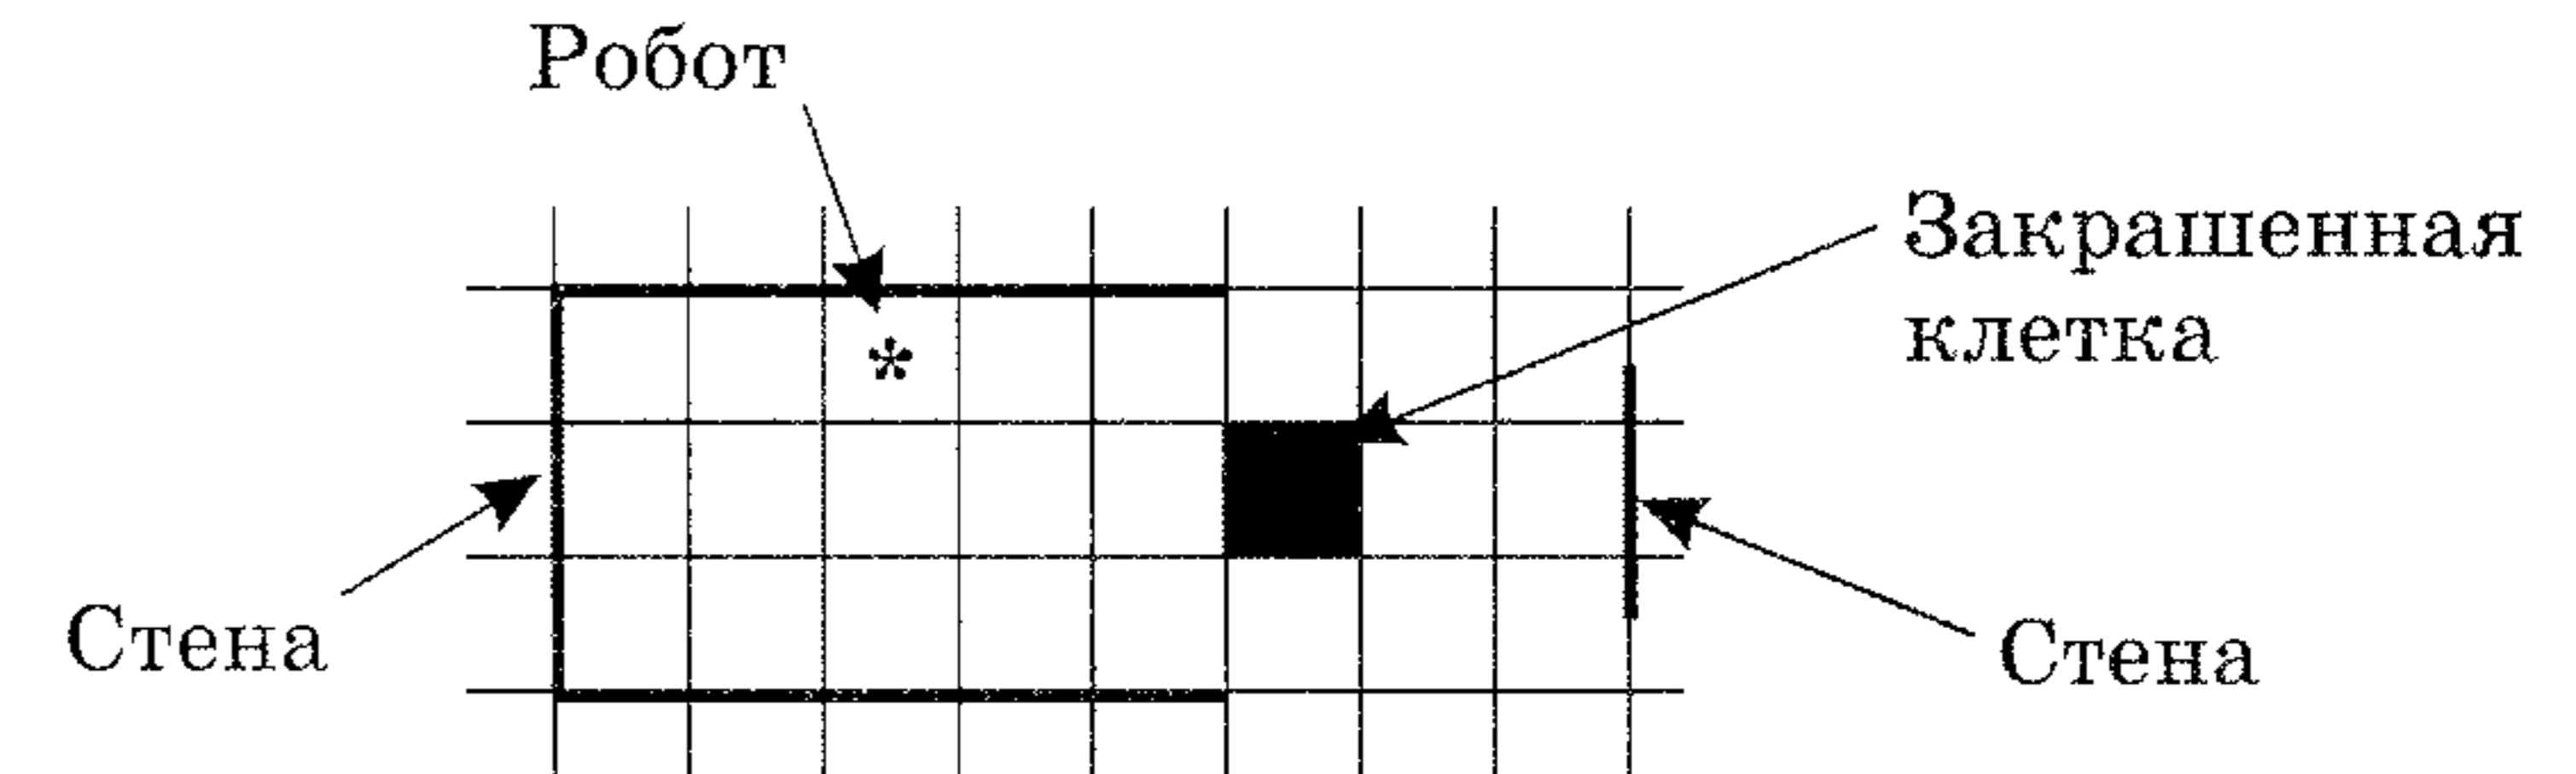 Робот
Закрашенная
клетка
*
Стена
Стена